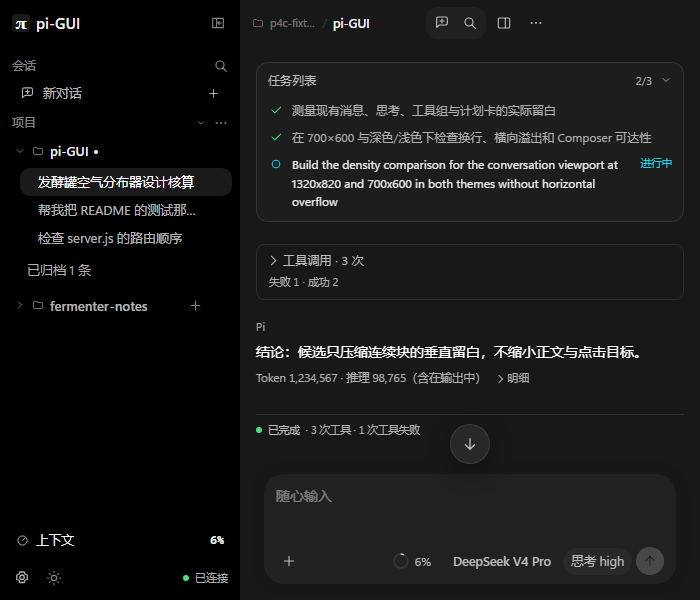 π pi-GUI
会话
新对话
项目
pi-GUI
发酵罐空气分布器设计核算
帮我把 README 的测试那...
检查 server.js 的路由顺序
已归档 1 条
fermenter-notes
上下文 6%
已连接
p4c-fixt... / pi-GUI
任务列表 2/3
测量现有消息、思考、工具组与计划卡的实际留白
在 700×600 与深色/浅色下检查换行、横向溢出和 Composer 可达性
Build the density comparison for the conversation viewport at 进行中
1320x820 and 700x600 in both themes without horizontal
overflow
工具调用 · 3 次
失败 1 · 成功 2
Pi
结论：候选只压缩连续块的垂直留白，不缩小正文与点击目标。
Token 1,234,567 · 推理 98,765（含在输出中） 明细
已完成 · 3 次工具 · 1 次工具失败
随心输入
6% DeepSeek V4 Pro 思考 high